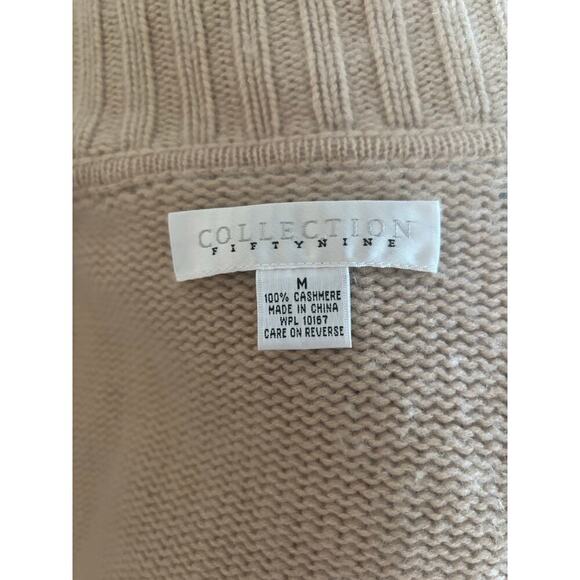 COLLECTION
FIFTYNINE
M
100% CASHMERE
MADE IN CHINA
WPL 10167
CARE ON REVERSE